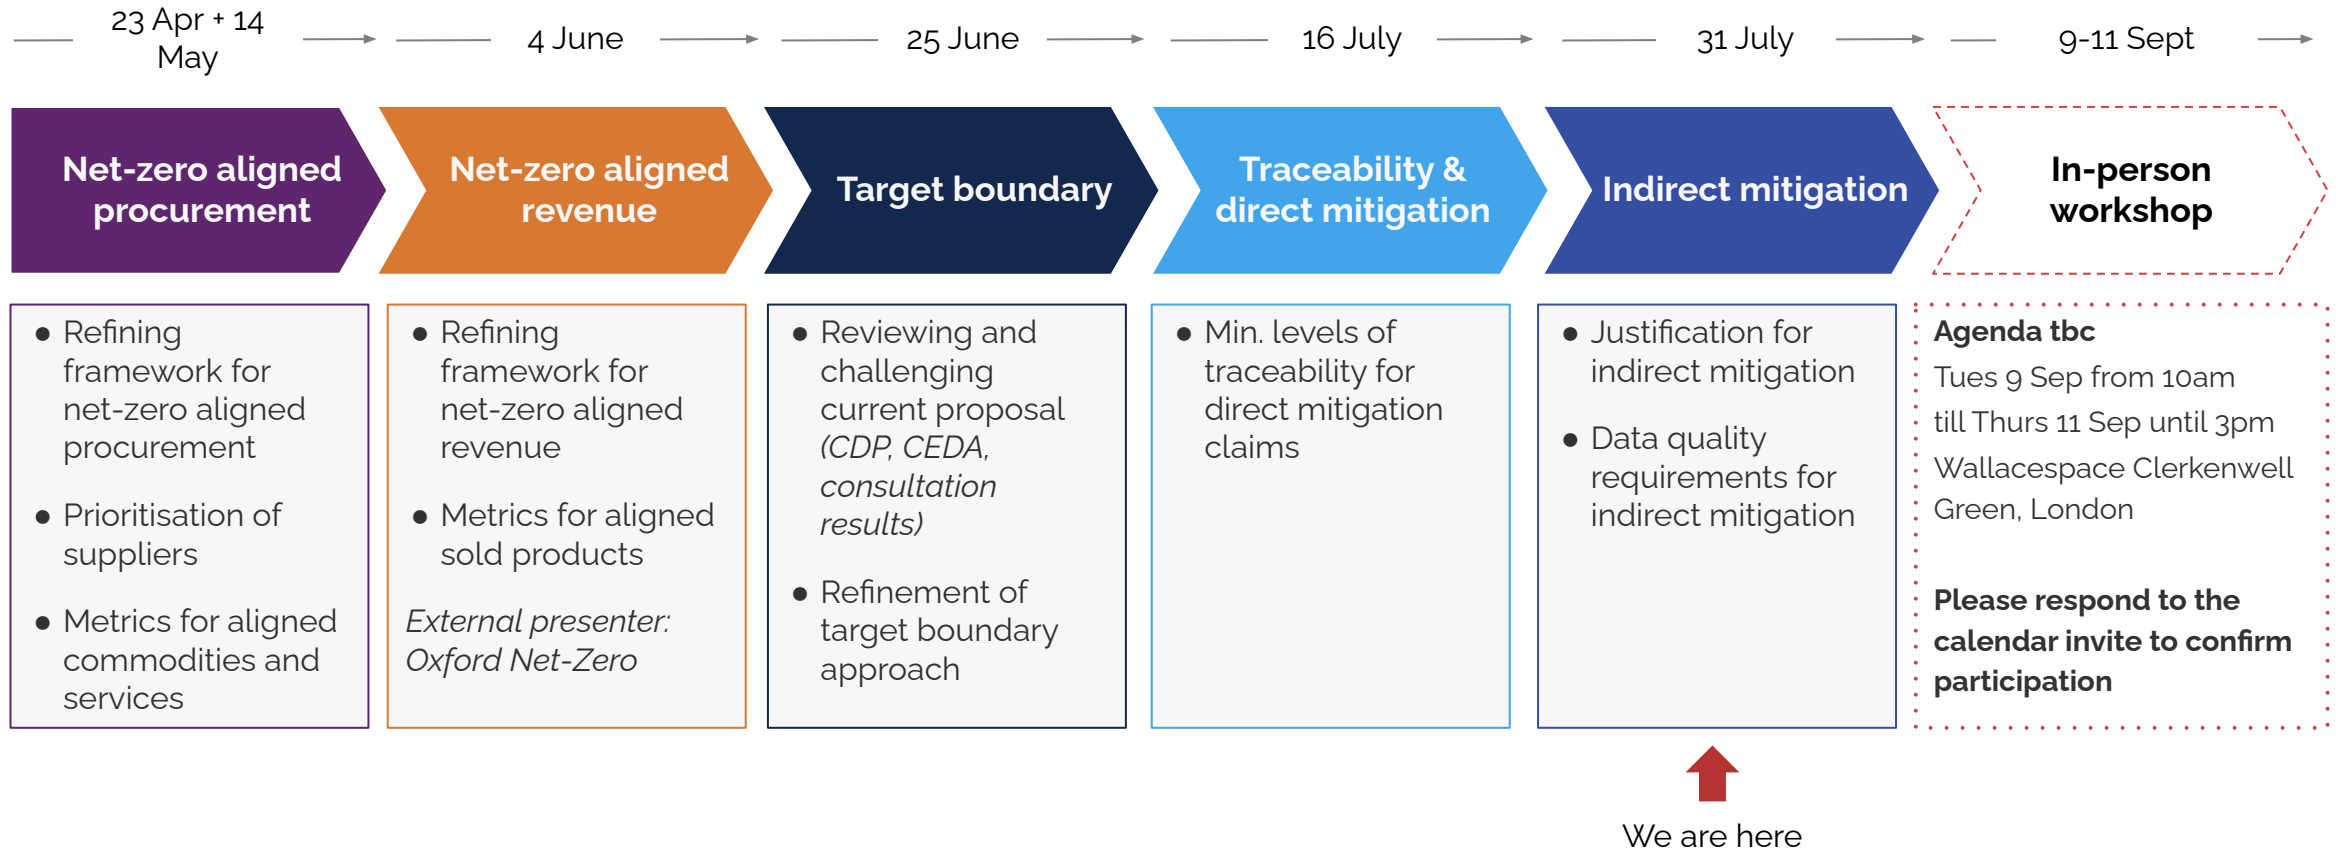 23 Apr + 14
May
4 June
25 June
16 July
31 July
9-11 Sept
Net-zero aligned
procurement
Net-zero aligned
revenue
Target boundary
Traceability &
direct mitigation
Indirect mitigation
In-person
workshop
● Refining
framework for
net-zero aligned
procurement
● Prioritisation of
suppliers
● Metrics for aligned
commodities and
services
● Refining
framework for
net-zero aligned
revenue
● Metrics for aligned
sold products
External presenter:
Oxford Net-Zero
● Reviewing and
challenging
current proposal
(CDP, CEDA,
consultation
results)
● Refinement of
target boundary
approach
● Min. levels of
traceability for
direct mitigation
claims
● Justification for
indirect mitigation
● Data quality
requirements for
indirect mitigation
Agenda tbc
Tues 9 Sep from 10am
till Thurs 11 Sep until 3pm
Wallacespace Clerkenwell
Green, London
Please respond to the
calendar invite to confirm
participation
We are here